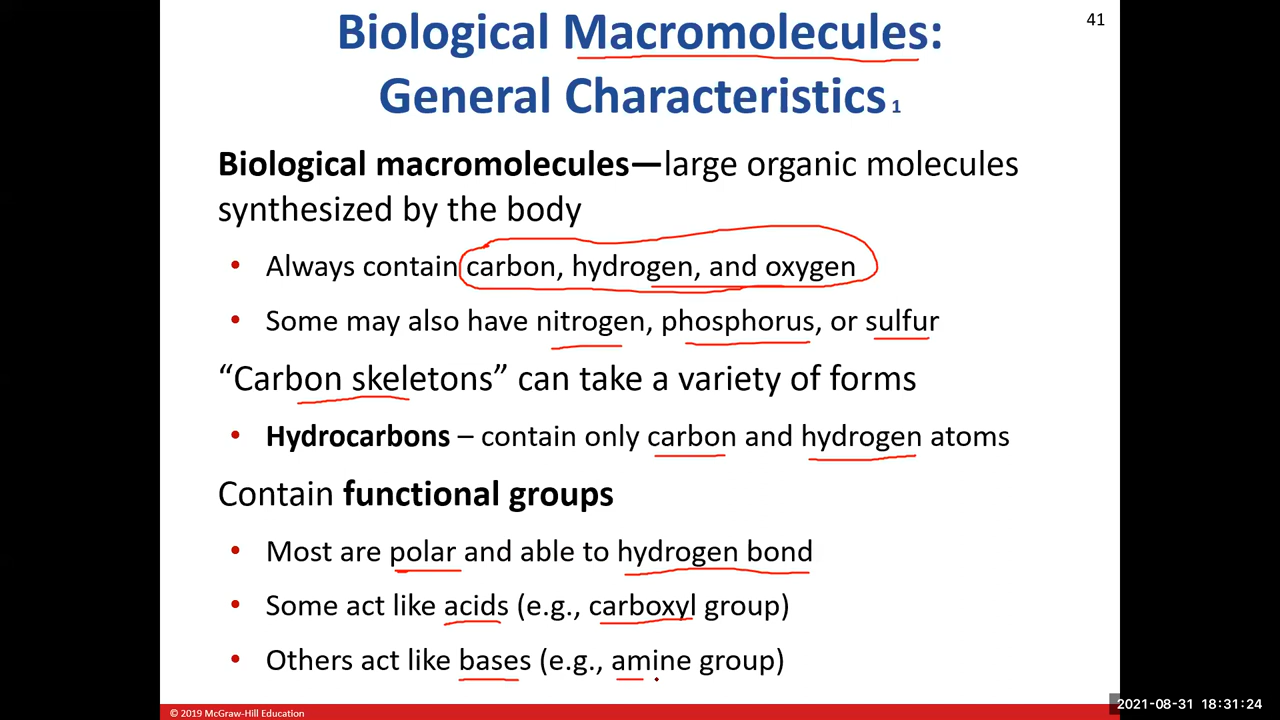 41
Biological Macromolecules:
General Characteristics 1
Biological macromolecules—large organic molecules
synthesized by the body
• Always contain carbon, hydrogen, and oxygen
• Some may also have nitrogen, phosphorus, or sulfur
“Carbon skeletons” can take a variety of forms
• Hydrocarbons – contain only carbon and hydrogen atoms
Contain functional groups
• Most are polar and able to hydrogen bond
• Some act like acids (e.g., carboxyl group)
• Others act like bases (e.g., amine group)
© 2019 McGraw-Hill Education
2021-08-31 18:31:24